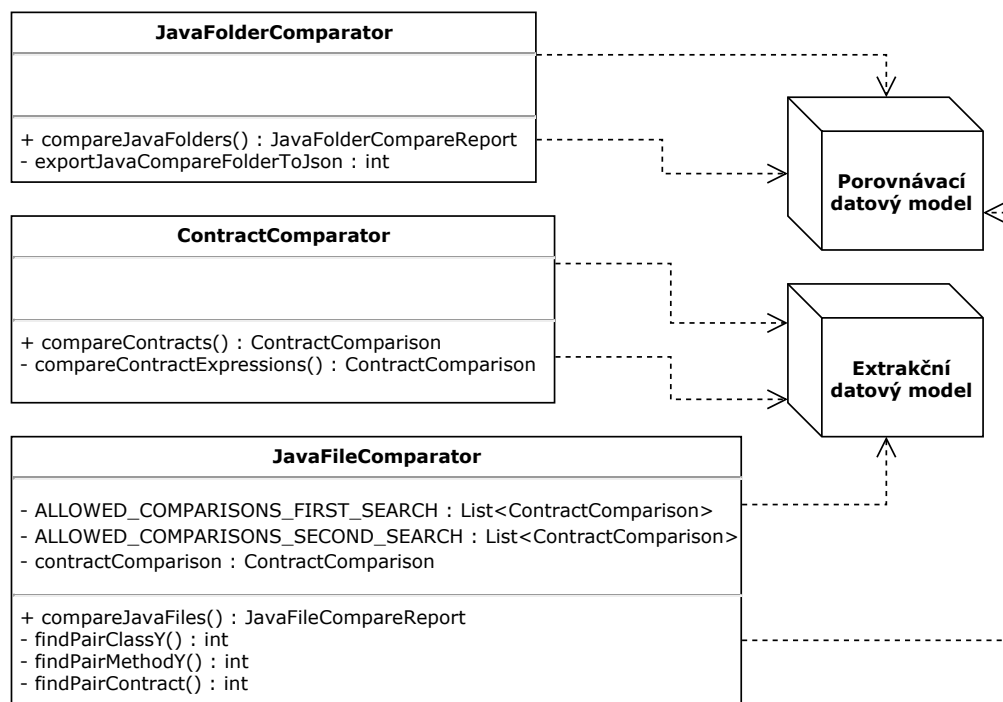 JavaFolderComparator
+ compareJavaFolders() : JavaFolderCompareReport
- exportJavaCompareFolderToJson : int
Porovnávací
datový model
ContractComparator
+ compareContracts() : ContractComparison
- compareContractExpressions() : ContractComparison
Extrakční
datový model
JavaFileComparator
- ALLOWED_COMPARISONS_FIRST_SEARCH : List<ContractComparison>
- ALLOWED_COMPARISONS_SECOND_SEARCH : List<ContractComparison>
- contractComparison : ContractComparison
+ compareJavaFiles() : JavaFileCompareReport
- findPairClassY() : int
- findPairMethodY() : int
- findPairContract() : int